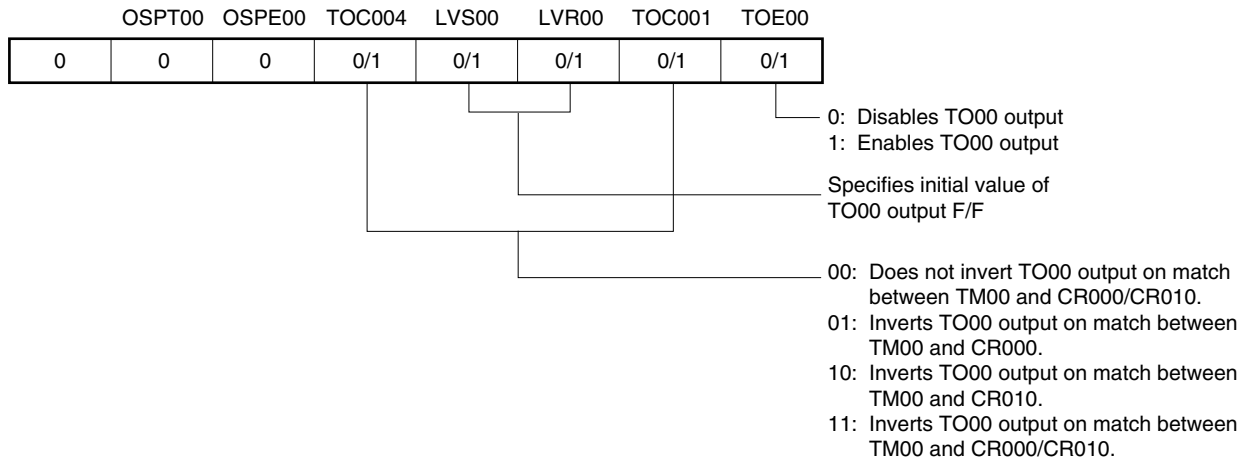 OSPT00 OSPE00 TOC004 LVS00 LVR00 TOC001 TOE00
0 0 0 0/1 0/1 0/1 0/1 0/1
0: Disables TO00 output
1: Enables TO00 output
Specifies initial value of
TO00 output F/F
00: Does not invert TO00 output on match
between TM00 and CR000/CR010.
01: Inverts TO00 output on match between
TM00 and CR000.
10: Inverts TO00 output on match between
TM00 and CR010.
11: Inverts TO00 output on match between
TM00 and CR000/CR010.